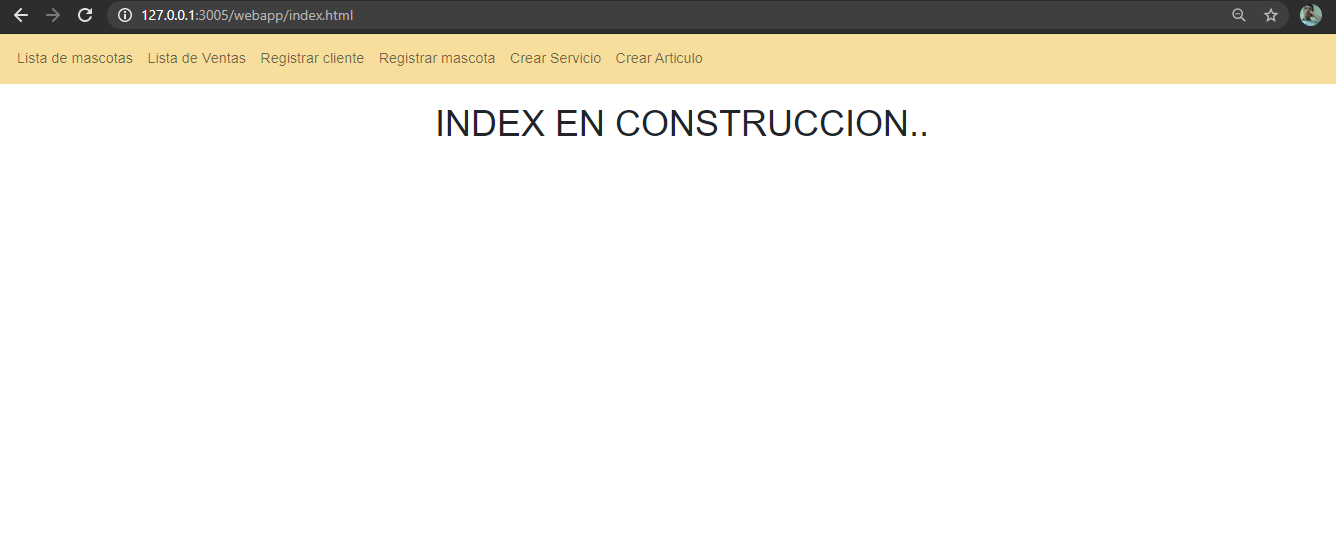 127.0.0.1:3005/webapp/index.html
Lista de mascotas Lista de Ventas Registrar cliente Registrar mascota Crear Servicio Crear Articulo
INDEX EN CONSTRUCCION..